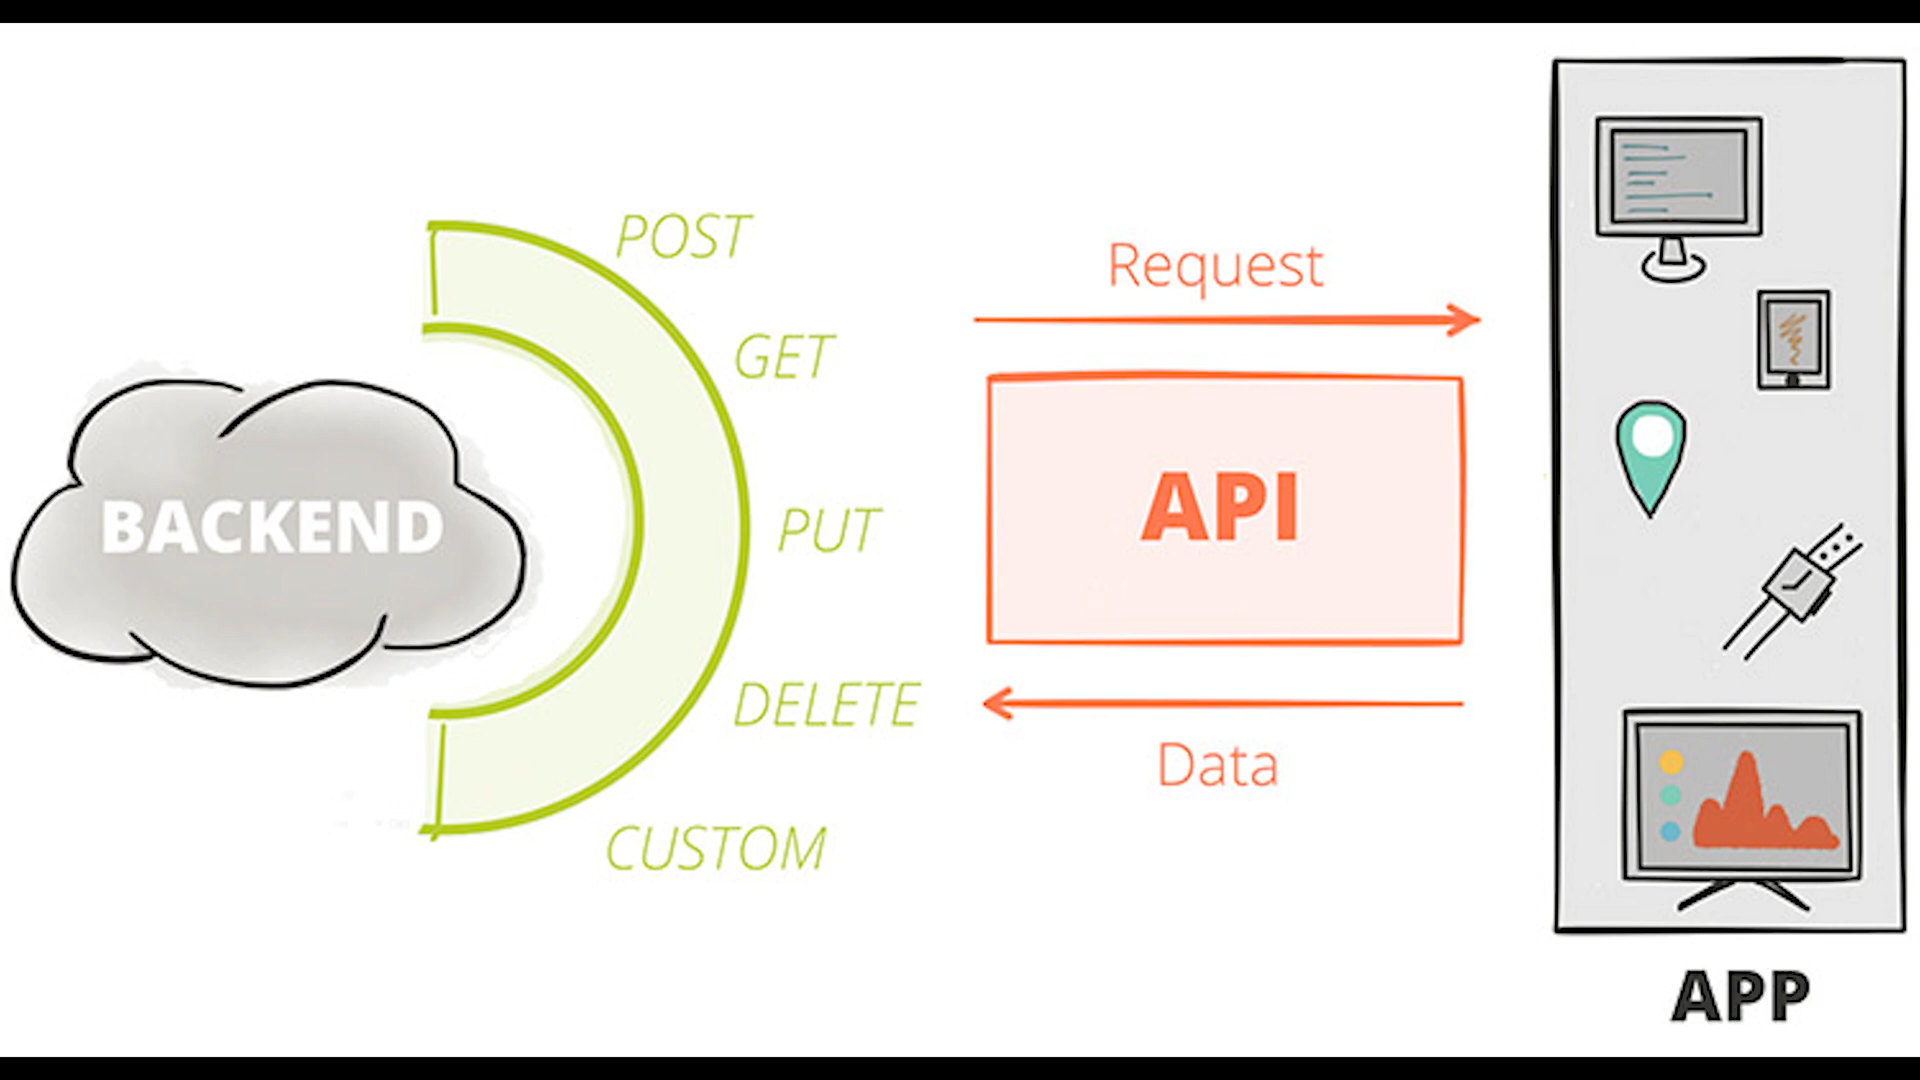 POST
GET
PUT
DELETE
CUSTOM
BACKEND
Request
API
Data
APP